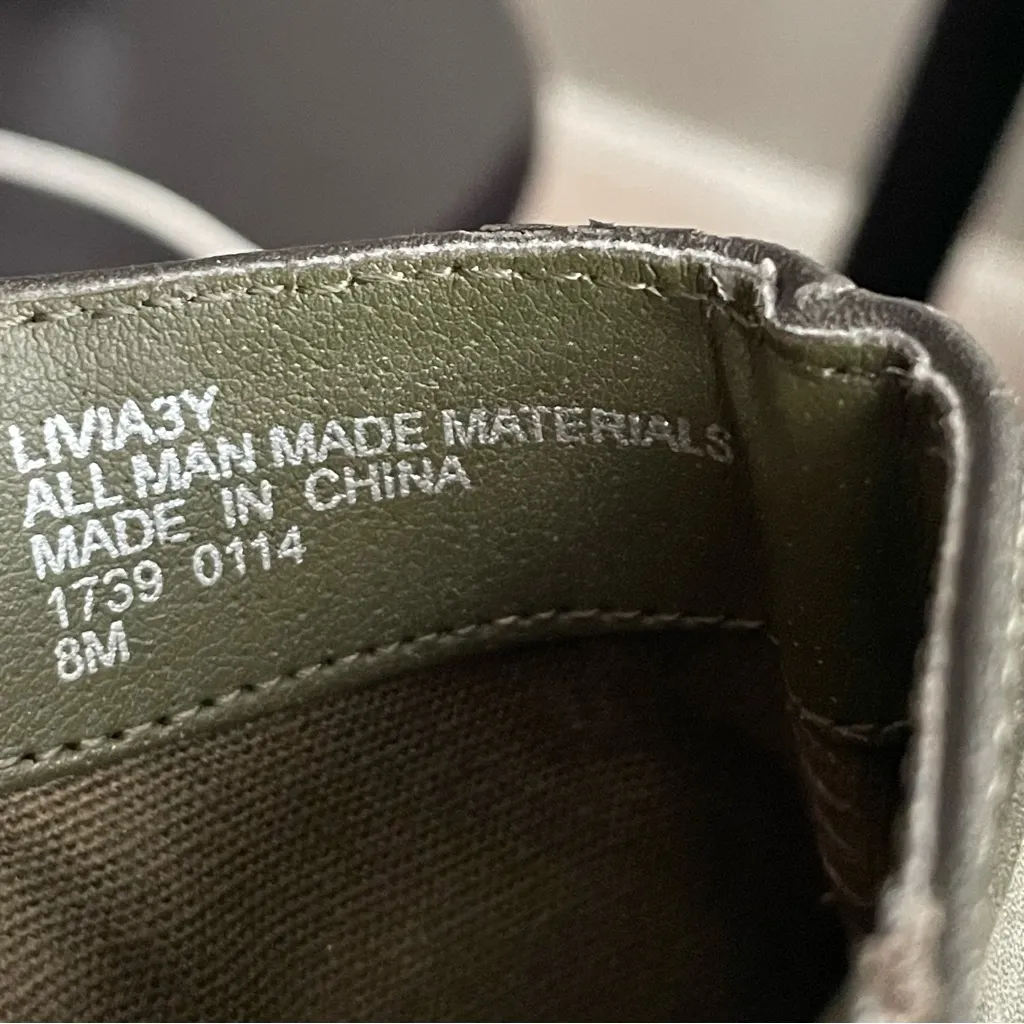 LIVIA3Y
ALL MAN MADE MATERIALS
MADE IN CHINA
1739 0114
8M